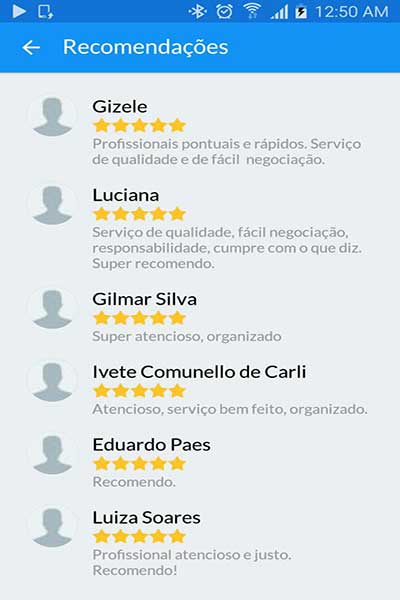 12:50 AM
Recomendações
Gizele
Profissionais pontuais e rápidos. Serviço
de qualidade e de fácil negociação.
Luciana
Serviço de qualidade, fácil negociação,
responsabilidade, cumpre com o que diz.
Super recomendo.
Gilmar Silva
Super atencioso, organizado
Ivete Comunello de Carli
Atencioso, serviço bem feito, organizado.
Eduardo Paes
Recomendo.
Luiza Soares
Profissional atencioso e justo.
Recomendo!